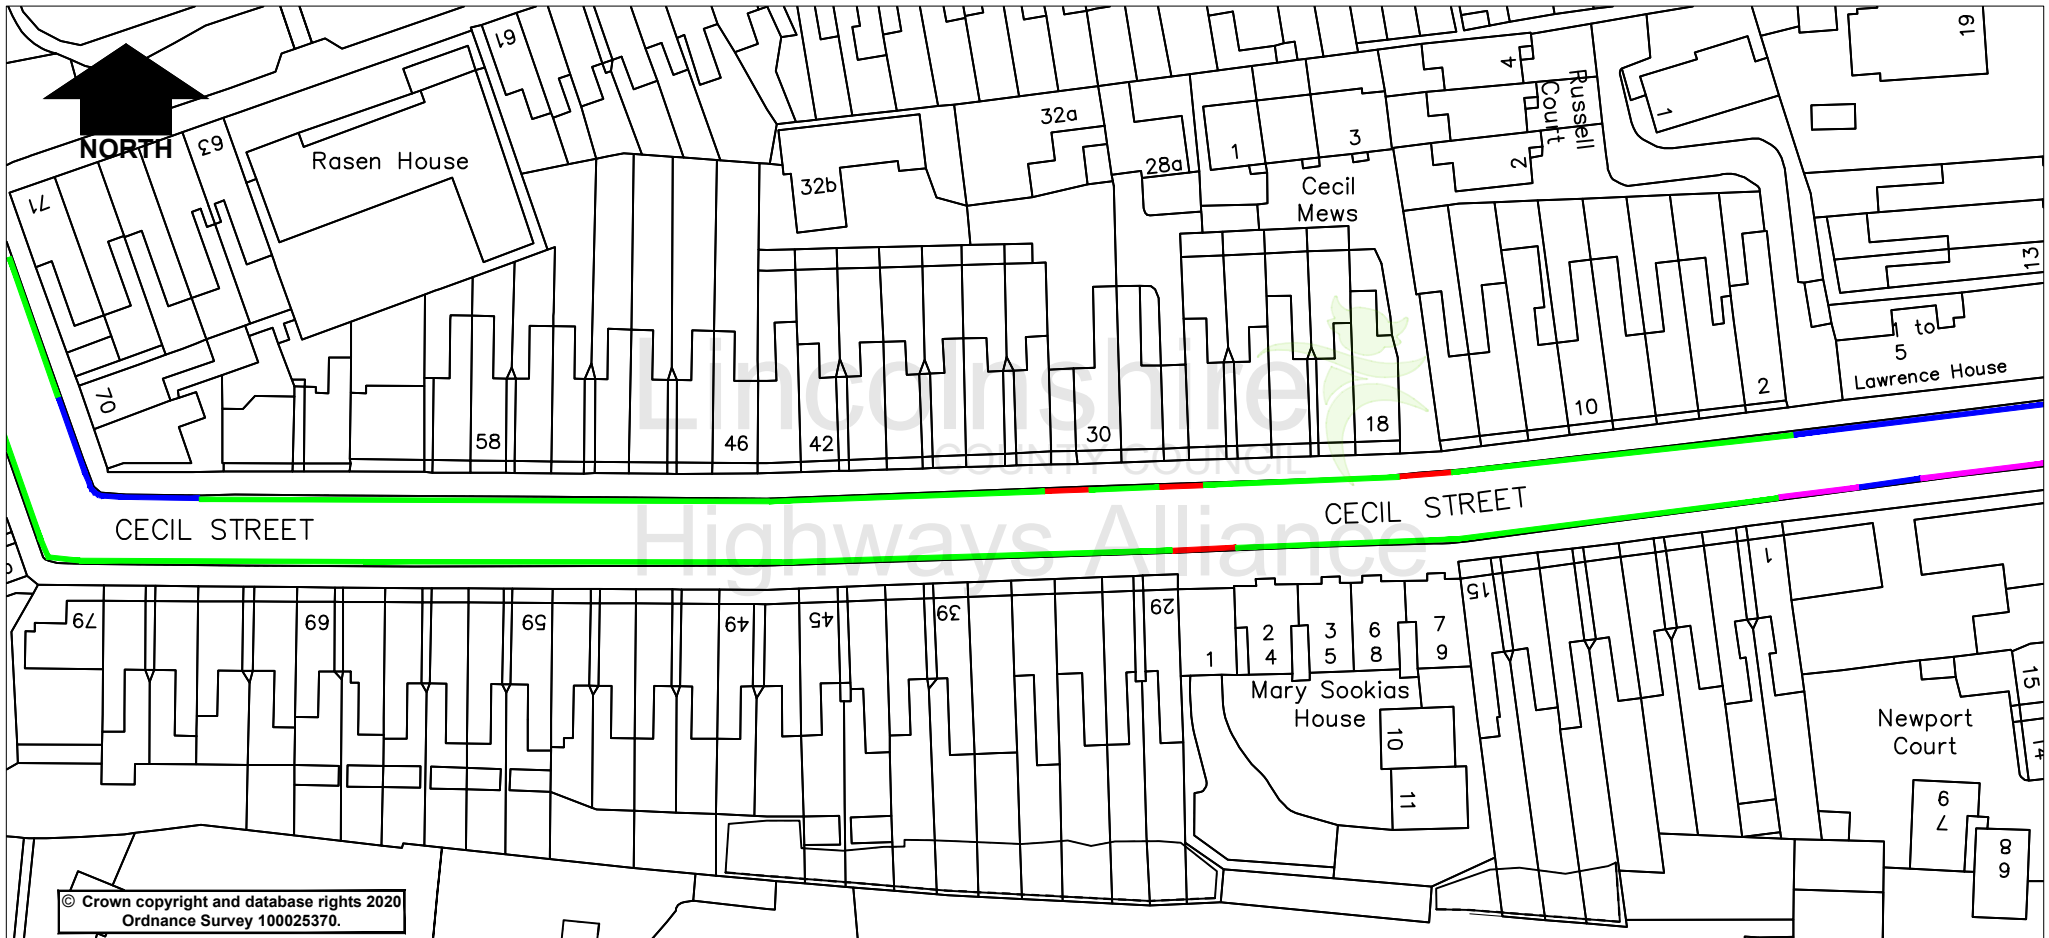 61
19
4
Russell
Court
1
32a
63
NORTH
Rasen House
3
1
2
28a
32b
Cecil
Mews
71
13
1 to
5
Lawrence House
70
2
10
18
30
58
46
42
Lincolnshire
COUNTY COUNCIL
Highways Alliance
CECIL STREET
CECIL STREET
1
15
29
39
45
49
59
69
79
2
4
3
5
6
8
7
9
1
Mary Sookias
House
10
11
Newport
Court
15
14
9
7
8
6
© Crown copyright and database rights 2020
Ordnance Survey 100025370.